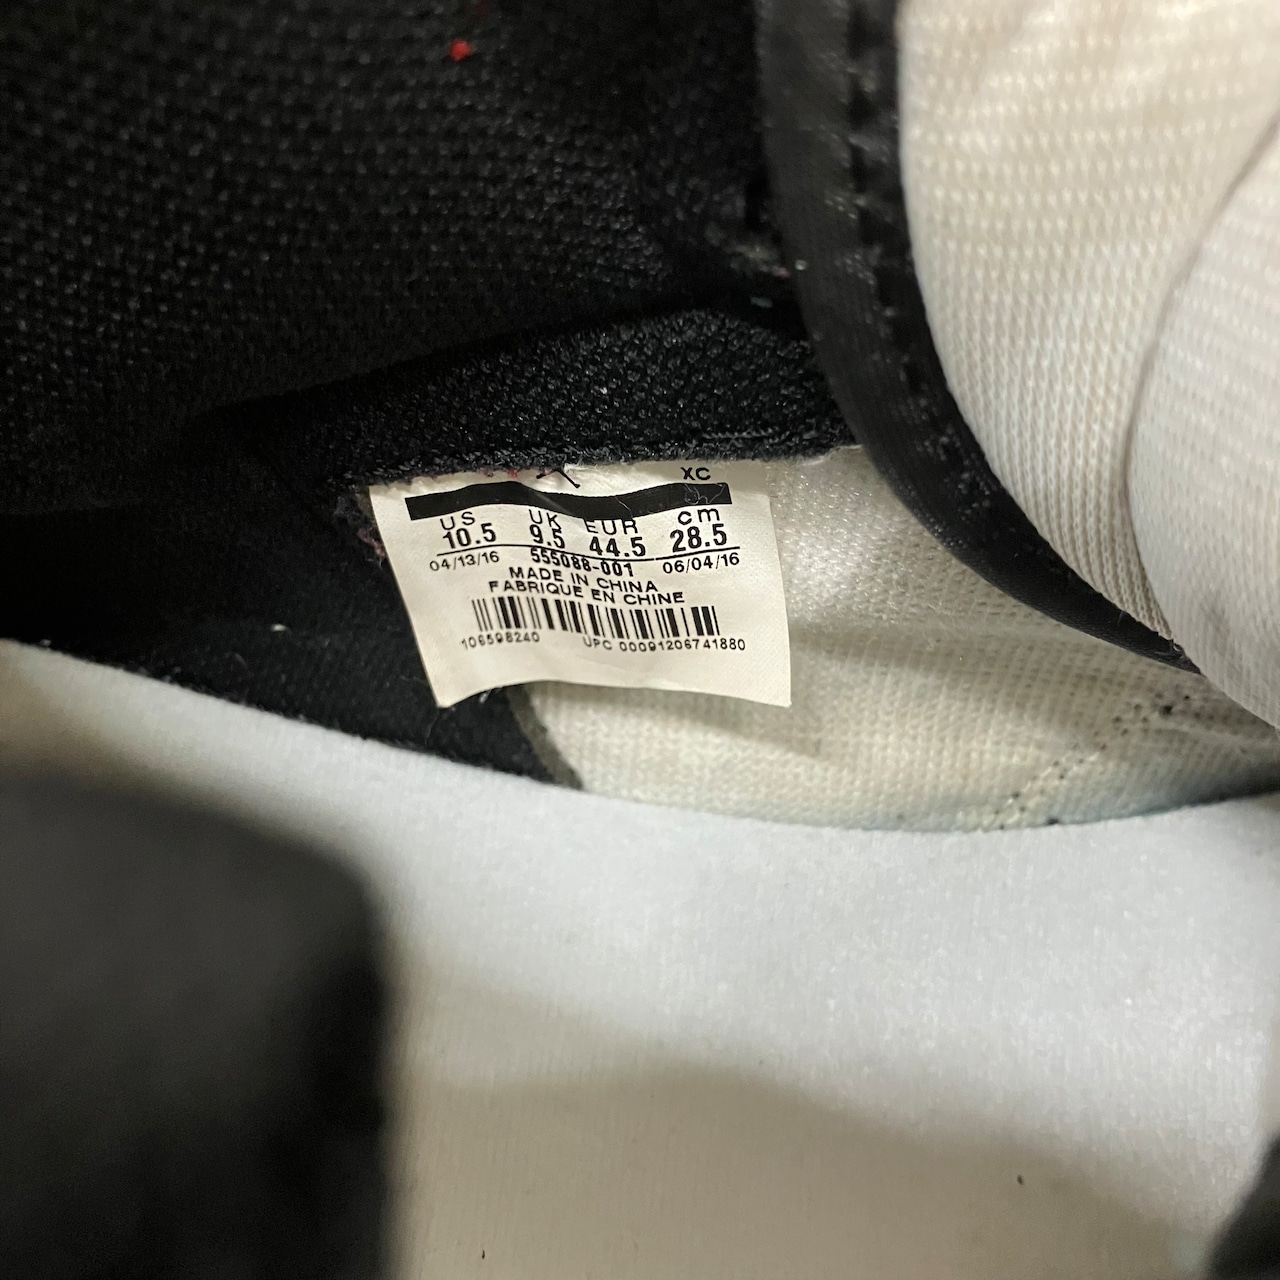 XC
US UK EUR cm
10.5 9.5 44.5 28.5
04/13/16 555088-001 06/04/16
MADE IN CHINA
FABRIQUE EN CHINE
106598240 UPC 00091206741880